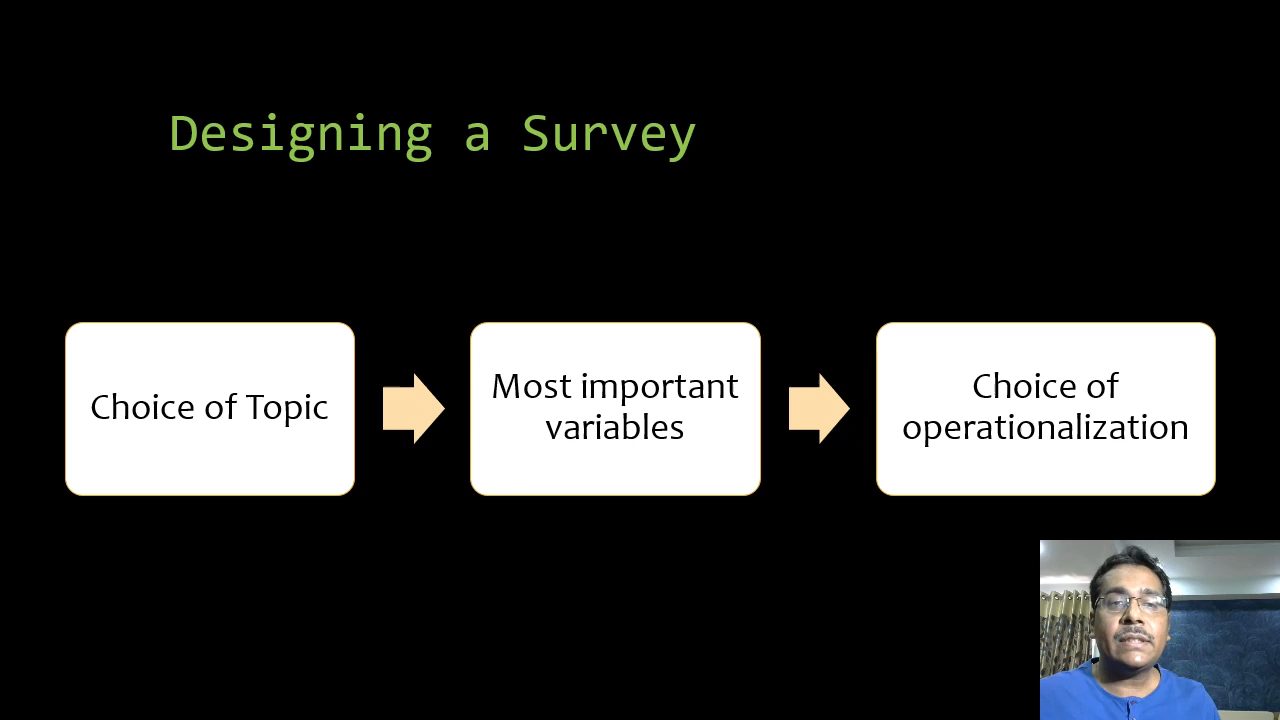 Designing a Survey
Choice of Topic
Most important
variables
Choice of
operationalization